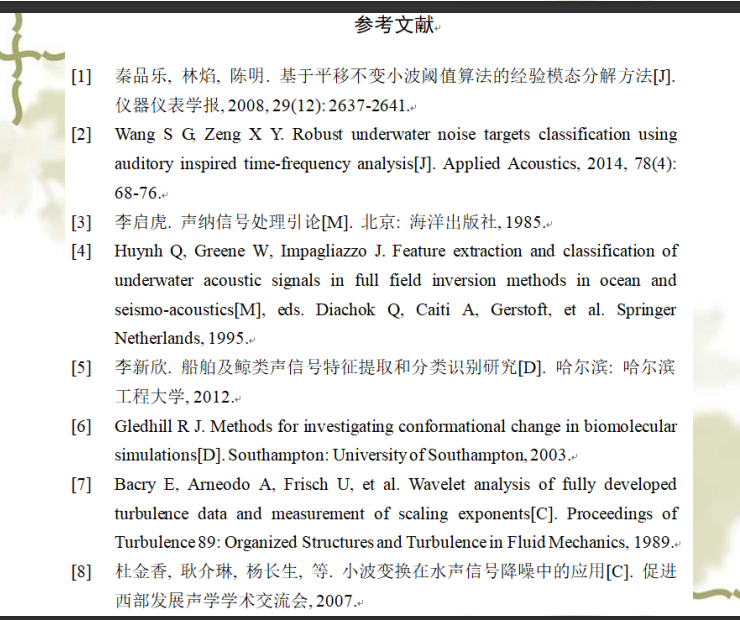 参考文献
[1] 秦品乐, 林焰, 陈明. 基于平移不变小波阈值算法的经验模态分解方法[J].
仪器仪表学报, 2008, 29(12): 2637-2641.
[2] Wang S G, Zeng X Y. Robust underwater noise targets classification using
auditory inspired time-frequency analysis[J]. Applied Acoustics, 2014, 78(4):
68-76.
[3] 李启虎. 声纳信号处理引论[M]. 北京: 海洋出版社, 1985.
[4] Huynh Q, Greene W, Impagliazzo J. Feature extraction and classification of
underwater acoustic signals in full field inversion methods in ocean and
seismo-acoustics[M], eds. Diachok Q, Caiti A, Gerstoft, et al. Springer
Netherlands, 1995.
[5] 李新欣. 船舶及鲸类声信号特征提取和分类识别研究[D]. 哈尔滨: 哈尔滨
工程大学, 2012.
[6] Gledhill R J. Methods for investigating conformational change in biomolecular
simulations[D]. Southampton: University of Southampton, 2003.
[7] Bacry E, Arneodo A, Frisch U, et al. Wavelet analysis of fully developed
turbulence data and measurement of scaling exponents[C]. Proceedings of
Turbulence 89: Organized Structures and Turbulence in Fluid Mechanics, 1989.
[8] 杜金香, 耿介琳, 杨长生, 等. 小波变换在水声信号降噪中的应用[C]. 促进
西部发展声学学术交流会, 2007.